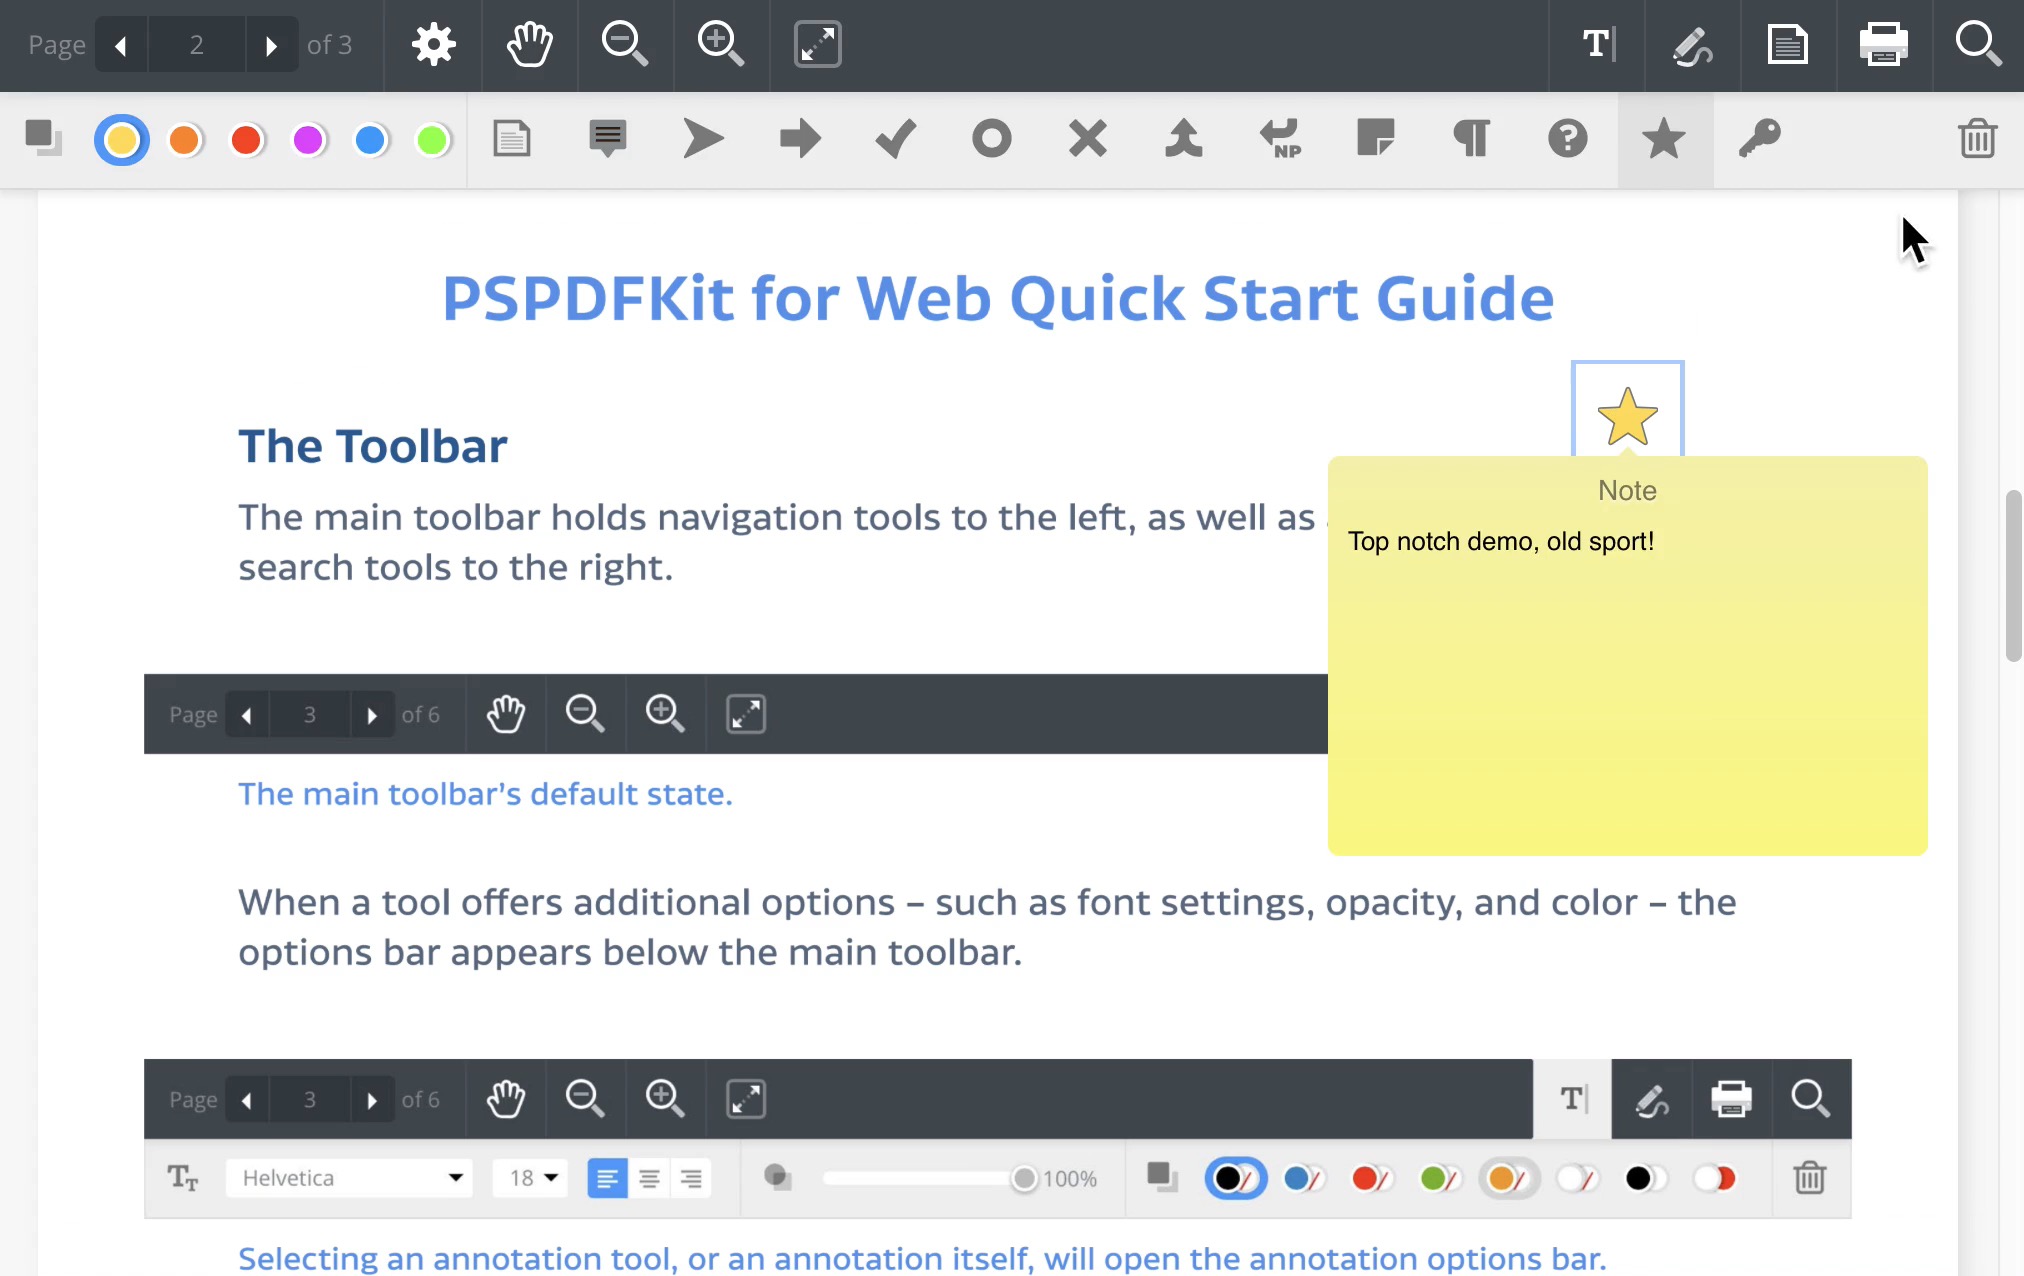 Page 2 of 3
T
NP
PSPDFKit for Web Quick Start Guide
The Toolbar
The main toolbar holds navigation tools to the left, as well as
search tools to the right.
Note
Top notch demo, old sport!
Page 3 of 6
The main toolbar's default state.
When a tool offers additional options – such as font settings, opacity, and color – the
options bar appears below the main toolbar.
Page 3 of 6 T
TT Helvetica 18 100%
Selecting an annotation tool, or an annotation itself, will open the annotation options bar.